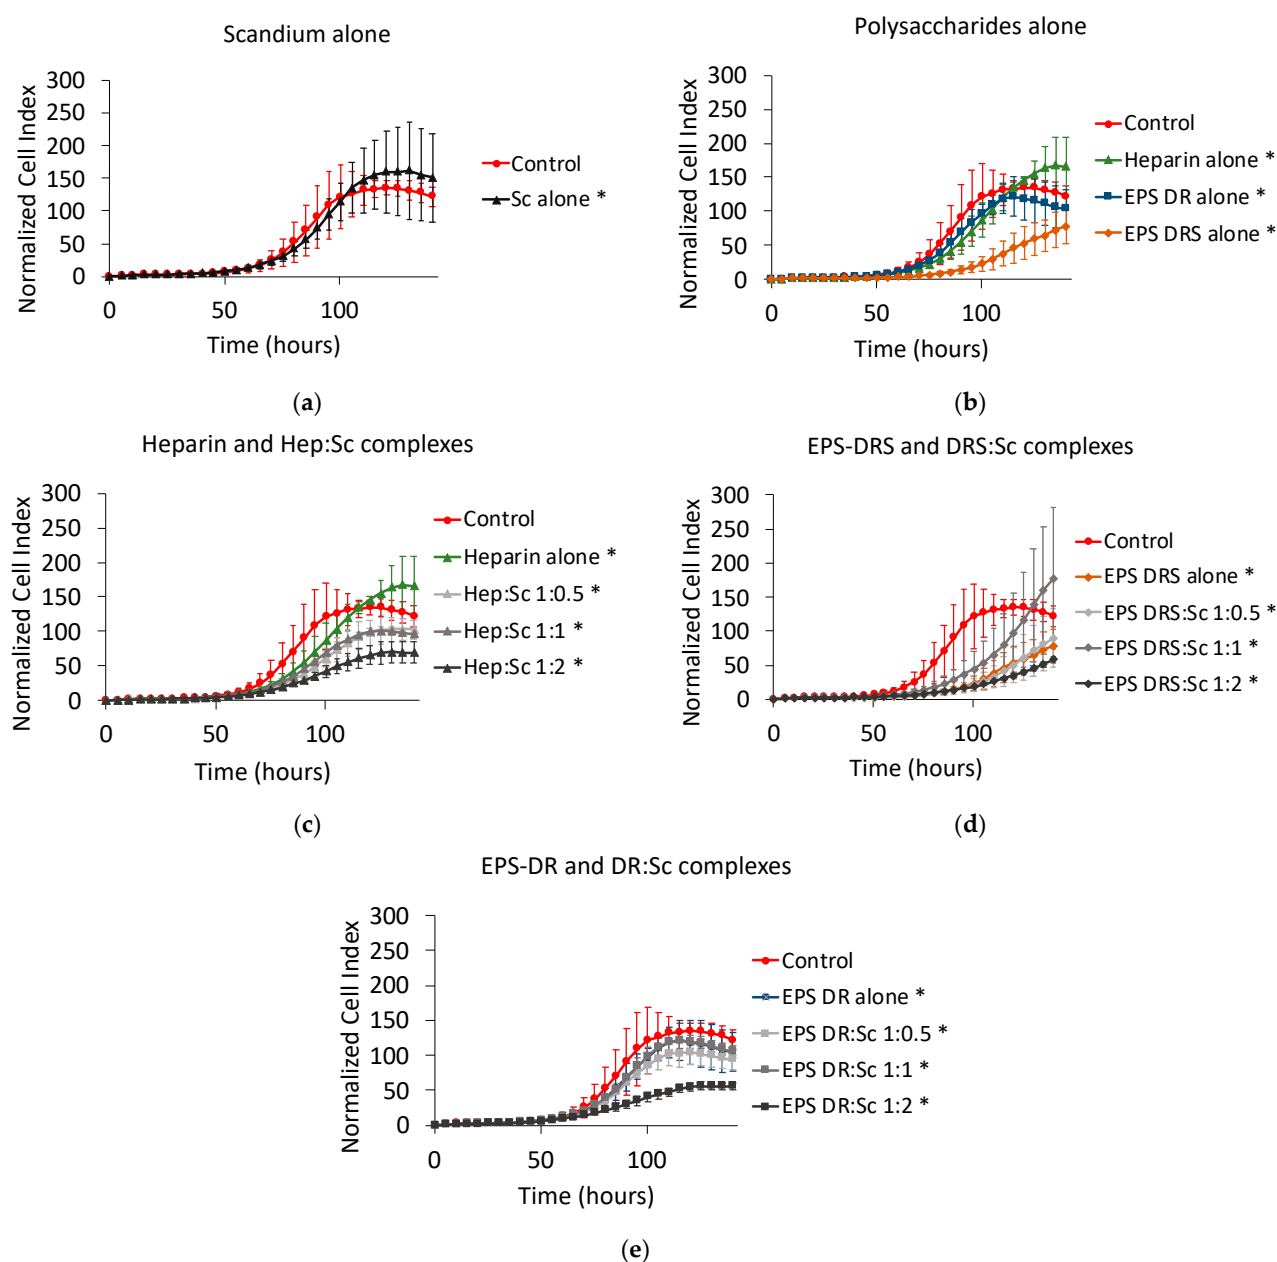 Scandium alone
Normalized Cell Index
300
250
200
150
100
50
0
0 50 100
Time (hours)
Control
Sc alone *
(a)
Polysaccharides alone
Normalized Cell Index
300
250
200
150
100
50
0
0 50 100
Time (hours)
Control
Heparin alone *
EPS DR alone *
EPS DRS alone *
(b)
Heparin and Hep:Sc complexes
Normalized Cell Index
300
250
200
150
100
50
0
0 50 100
Time (hours)
Control
Heparin alone *
Hep:Sc 1:0.5 *
Hep:Sc 1:1 *
Hep:Sc 1:2 *
(c)
EPS-DRS and DRS:Sc complexes
Normalized Cell Index
300
250
200
150
100
50
0
0 50 100
Time (hours)
Control
EPS DRS alone *
EPS DRS:Sc 1:0.5 *
EPS DRS:Sc 1:1 *
EPS DRS:Sc 1:2 *
(d)
EPS-DR and DR:Sc complexes
Normalized Cell Index
300
250
200
150
100
50
0
0 50 100
Time (hours)
Control
EPS DR alone *
EPS DR:Sc 1:0.5 *
EPS DR:Sc 1:1 *
EPS DR:Sc 1:2 *
(e)